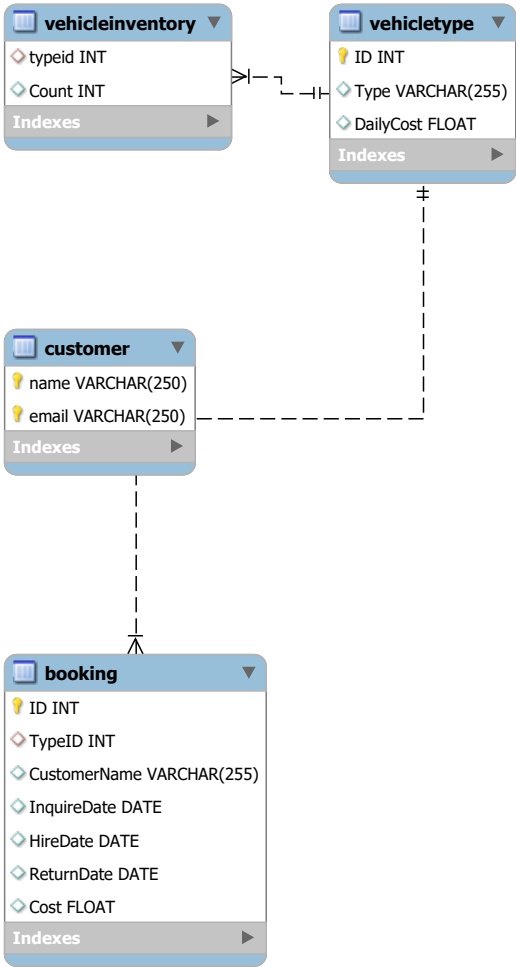 vehicleinventory
typeid INT
Count INT
Indexes
vehicletype
ID INT
Type VARCHAR(255)
DailyCost FLOAT
Indexes
customer
name VARCHAR(250)
email VARCHAR(250)
Indexes
booking
ID INT
TypeID INT
CustomerName VARCHAR(255)
InquireDate DATE
HireDate DATE
ReturnDate DATE
Cost FLOAT
Indexes